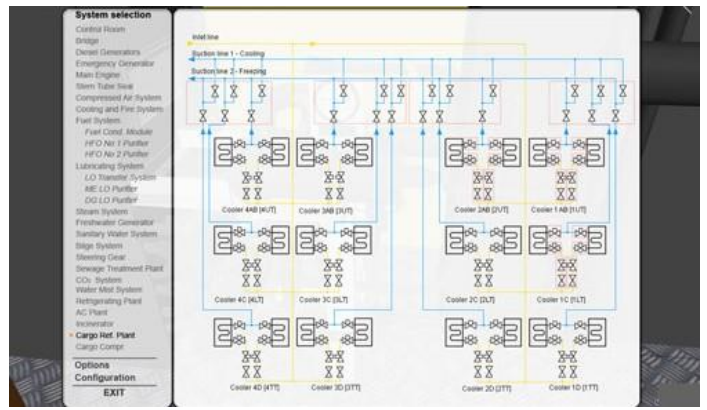 System selection
Control Room
Bridge
Diesel Generators
Emergency Generator
Main Engine
Stern Tube Seal
Compressed Air System
Cooling and Fire System
Fuel System
Fuel Cond. Module
HFO No 1 Purifier
HFO No 2 Purifier
Lubricating System
LO Transfer System
ME LO Purifier
DG LO Purifier
Steam System
Freshwater Generator
Sanitary Water System
Bilge System
Steering Gear
Sewage Treatment Plant
CO₂ System
Water Mist System
Refrigerating Plant
AC Plant
Incinerator
Cargo Ref. Plant
Cargo Compt
Options
Configuration
EXIT
Inlet line
Suction line 1 - Cooling
Suction line 2 - Freezing
Cooler 4AB [4UT]
Cooler 3AB [3UT]
Cooler 2AB [2UT]
Cooler 1 AB [1UT]
Cooler 4C [4LT]
Cooler 3C [3LT]
Cooler 2C [2LT]
Cooler 1C [1LT]
Cooler 4D [4TT]
Cooler 3D [3TT]
Cooler 2D [2TT]
Cooler 1D [1TT]